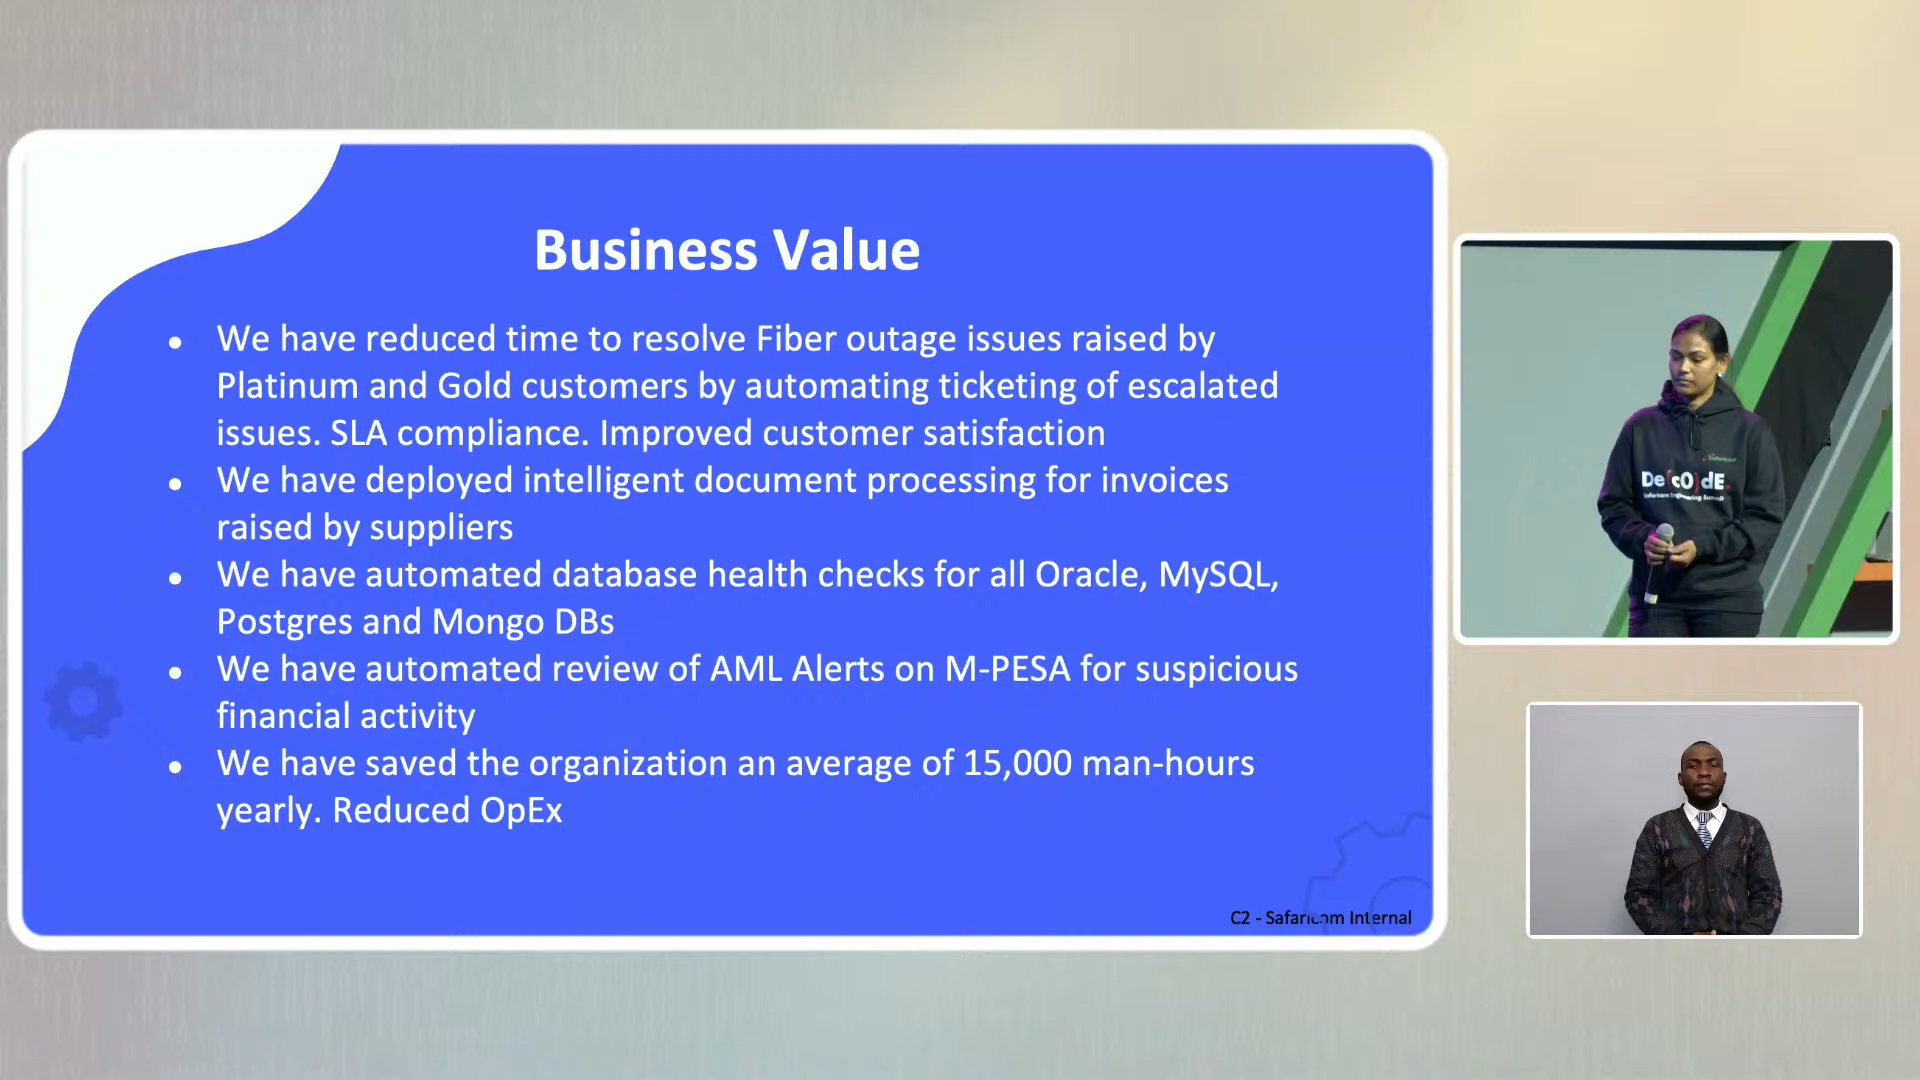 Business Value
• We have reduced time to resolve Fiber outage issues raised by
Platinum and Gold customers by automating ticketing of escalated
issues. SLA compliance. Improved customer satisfaction
• We have deployed intelligent document processing for invoices
raised by suppliers
• We have automated database health checks for all Oracle, MySQL,
Postgres and Mongo DBs
• We have automated review of AML Alerts on M-PESA for suspicious
financial activity
• We have saved the organization an average of 15,000 man-hours
yearly. Reduced OpEx
C2 - Safaricom Internal
Safaricom
De{cO}dE.
Safaricom Engineering Summit